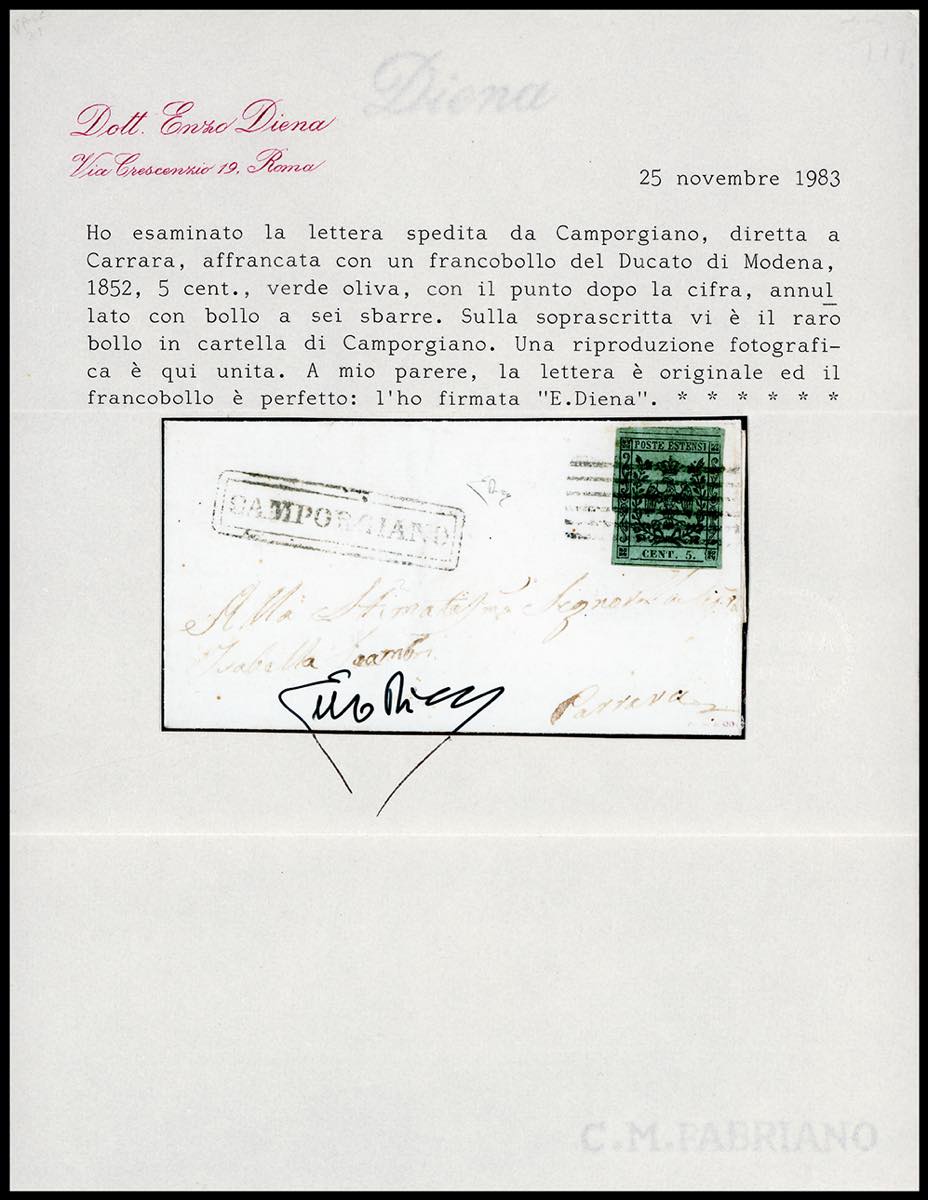 Diena
Dott. Enzo Diena
Via Crescenzio 19, Roma
25 novembre 1983
Ho esaminato la lettera spedita da Camporgiano, diretta a
Carrara, affrancata con un francobollo del Ducato di Modena,
1852, 5 cent., verde oliva, con il punto dopo la cifra, annul
lato con bollo a sei sbarre. Sulla soprascritta vi è il raro
bollo in cartella di Camporgiano. Una riproduzione fotografi-
ca è qui unita. A mio parere, la lettera è originale ed il
francobollo è perfetto: l'ho firmata "E.Diena". * * * * * *
POSTE ESTENSI
CENT. 5.
CAMPORGIANO
Alla
Isabella
C.M.FABRIANO